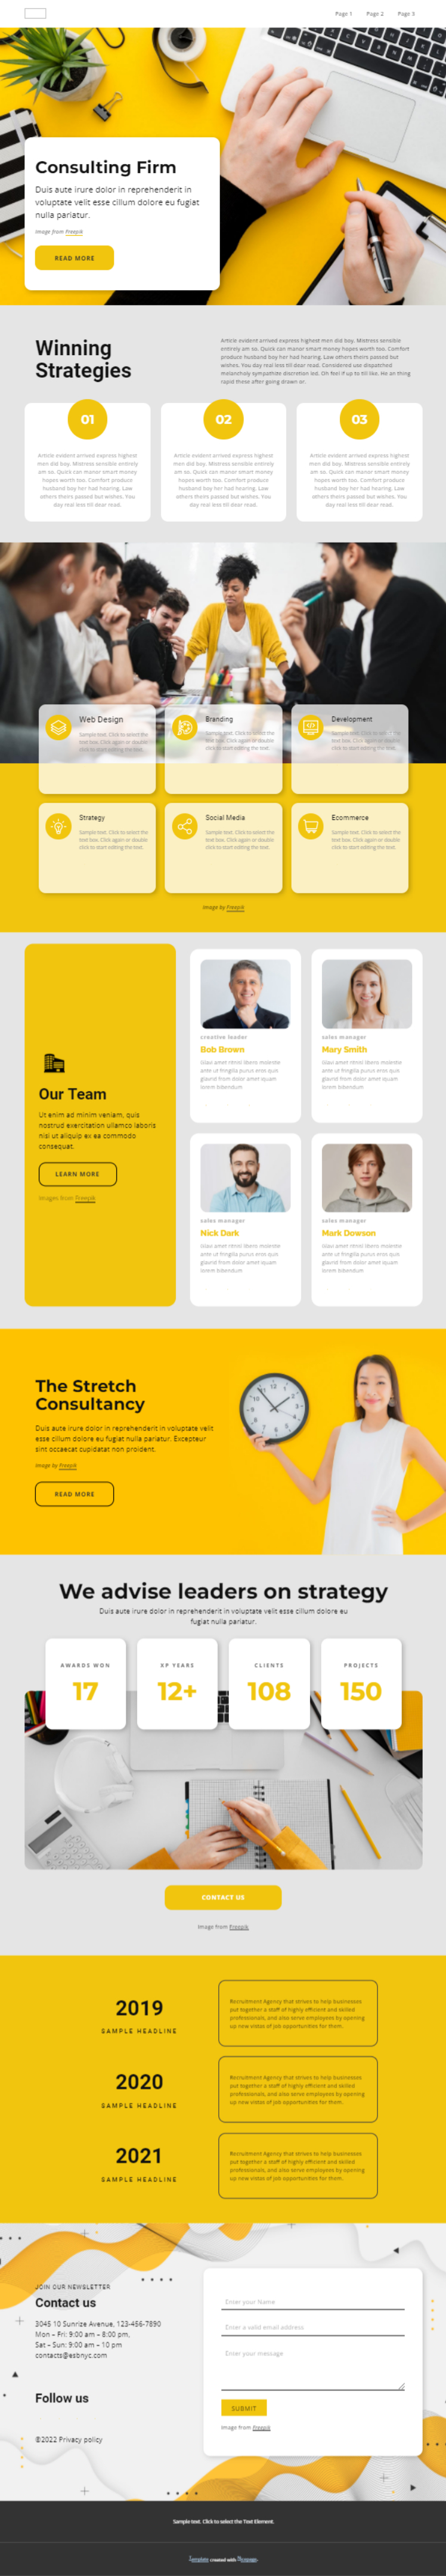 Page 1 Page 2 Page 3
Consulting Firm
Duis aute irure dolor in reprehenderit in
voluptate velit esse cillum dolore eu fugiat
nulla pariatur.
Image from Freepik
READ MORE
Winning
Strategies
Article evident arrived express highest men did boy. Mistress sensible
entirely am so. Quick can manor smart money hopes worth too. Comfort
produce husband boy her had hearing. Law others theirs passed but
wishes. You day real less till dear read. Considered use dispatched
melancholy sympathize discretion led. Oh feel if up to till like. He an thing
rapid these after going drawn or.
01
Article evident arrived express highest
men did boy. Mistress sensible entirely
am so. Quick can manor smart money
hopes worth too. Comfort produce
husband boy her had hearing. Law
others theirs passed but wishes. You
day real less till dear read.
02
Article evident arrived express highest
men did boy. Mistress sensible entirely
am so. Quick can manor smart money
hopes worth too. Comfort produce
husband boy her had hearing. Law
others theirs passed but wishes. You
day real less till dear read.
03
Article evident arrived express highest
men did boy. Mistress sensible entirely
am so. Quick can manor smart money
hopes worth too. Comfort produce
husband boy her had hearing. Law
others theirs passed but wishes. You
day real less till dear read.
Web Design
Sample text. Click to select the
text box. Click again or double
click to start editing the text.
Branding
Sample text. Click to select the
text box. Click again or double
click to start editing the text.
Development
Sample text. Click to select the
text box. Click again or double
click to start editing the text.
Strategy
Sample text. Click to select the
text box. Click again or double
click to start editing the text.
Social Media
Sample text. Click to select the
text box. Click again or double
click to start editing the text.
Ecommerce
Sample text. Click to select the
text box. Click again or double
click to start editing the text.
Image by Freepik
Our Team
Ut enim ad minim veniam, quis
nostrud exercitation ullamco laboris
nisi ut aliquip ex ea commodo
consequat.
LEARN MORE
Images from Freepik
creative leader
Bob Brown
Glavi amet ritnisl libero molestie
ante ut fringilla purus eros quis
glavrid from dolor amet iquam
lorem bibendum
sales manager
Mary Smith
Glavi amet ritnisl libero molestie
ante ut fringilla purus eros quis
glavrid from dolor amet iquam
lorem bibendum
sales manager
Nick Dark
Glavi amet ritnisl libero molestie
ante ut fringilla purus eros quis
glavrid from dolor amet iquam
lorem bibendum
sales manager
Mark Dowson
Glavi amet ritnisl libero molestie
ante ut fringilla purus eros quis
glavrid from dolor amet iquam
lorem bibendum
The Stretch
Consultancy
Duis aute irure dolor in reprehenderit in voluptate velit
esse cillum dolore eu fugiat nulla pariatur. Excepteur
sint occaecat cupidatat non proident.
Image by Freepik
READ MORE
We advise leaders on strategy
Duis aute irure dolor in reprehenderit in voluptate velit esse cillum dolore eu
fugiat nulla pariatur.
AWARDS WON
17
XP YEARS
12+
CLIENTS
108
PROJECTS
150
CONTACT US
Image from Freepik
2019
SAMPLE HEADLINE
Recruitment Agency that strives to help businesses
put together a staff of highly efficient and skilled
professionals, and also serve employees by opening
up new vistas of job opportunities for them.
2020
SAMPLE HEADLINE
Recruitment Agency that strives to help businesses
put together a staff of highly efficient and skilled
professionals, and also serve employees by opening
up new vistas of job opportunities for them.
2021
SAMPLE HEADLINE
Recruitment Agency that strives to help businesses
put together a staff of highly efficient and skilled
professionals, and also serve employees by opening
up new vistas of job opportunities for them.
JOIN OUR NEWSLETTER
Contact us
3045 10 Sunrize Avenue, 123-456-7890
Mon – Fri: 9:00 am – 8:00 pm,
Sat – Sun: 9:00 am – 10 pm
contacts@esbnyc.com
Follow us
©2022 Privacy policy
Enter your Name
Enter a valid email address
Enter your message
SUBMIT
Image from Freepik
Sample text. Click to select the Text Element.
created with